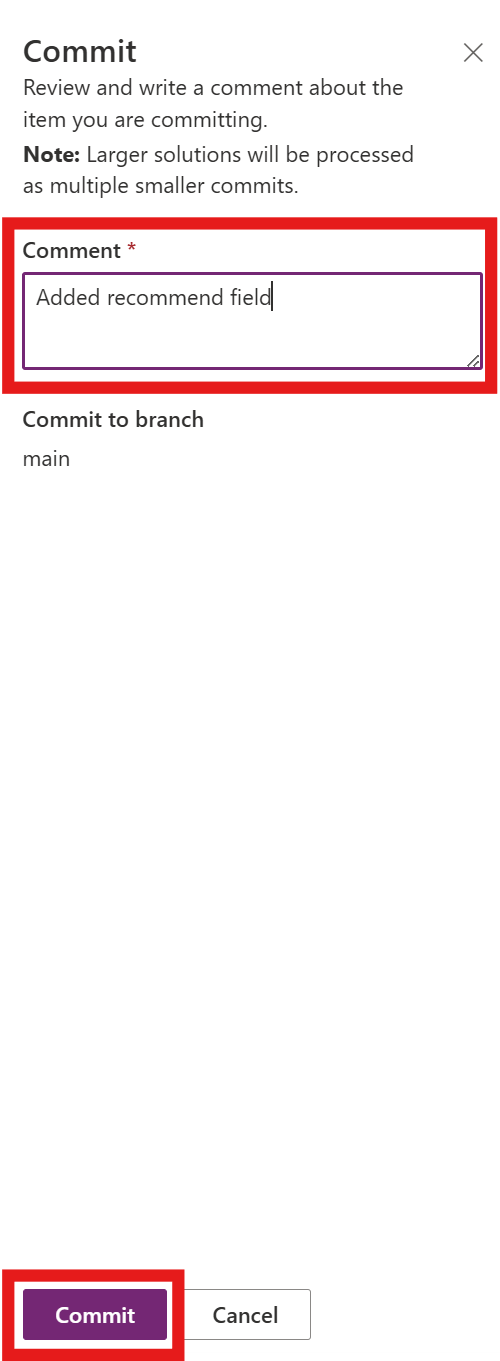 Commit
Review and write a comment about the
item you are committing.
Note: Larger solutions will be processed
as multiple smaller commits.
Comment *
Added recommend field
Commit to branch
main
Commit
Cancel